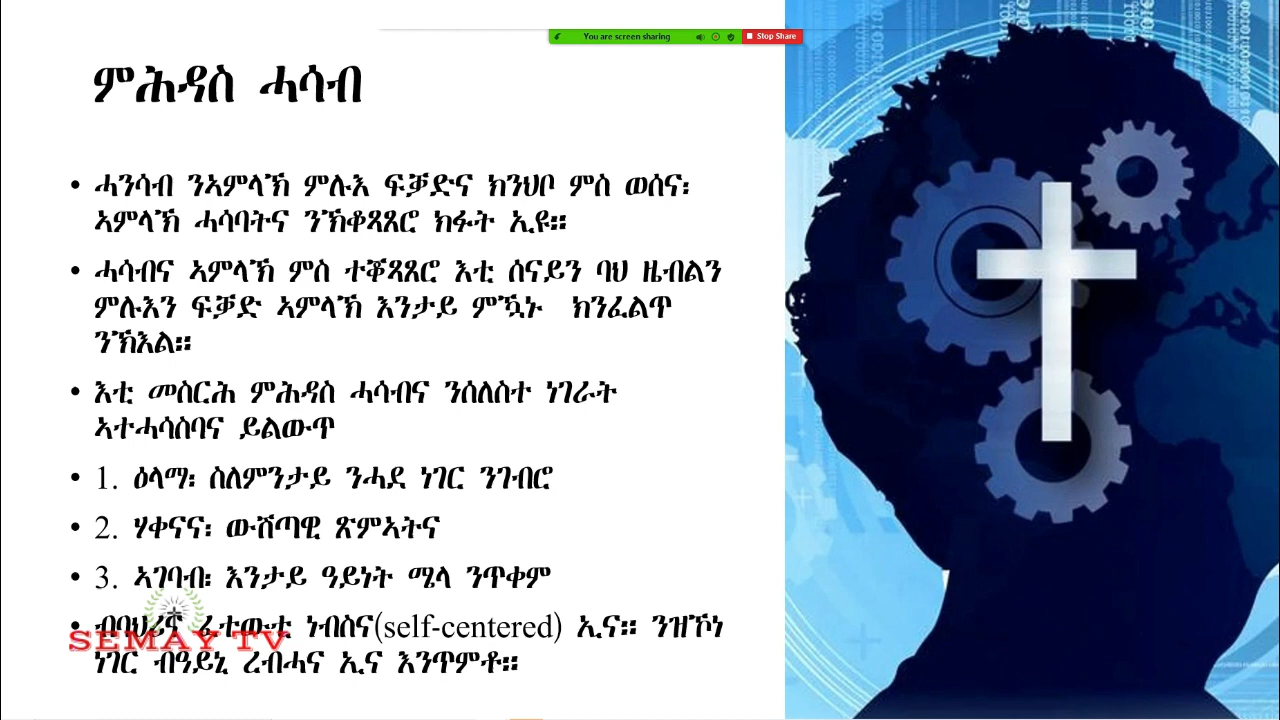 You are screen sharing
Stop Share
ምሕዳስ ሓሳብ
• ሓንሳብ ንኣምላኽ ምሉእ ፍቓድና ክንህቦ ምስ ወሰና፡
ኣምላኽ ሓሳባትና ንኽቆጻጸሮ ክፉት ኢዩ።
• ሓሳብና ኣምላኽ ምስ ተቖጻጸሮ እቲ ሰናይን ባህ ዜብልን
ምሉእን ፍቓድ ኣምላኽ እንታይ ምዃኑ ክንፈልጥ
ንኽእል።
• እቲ መስርሕ ምሕዳስ ሓሳብና ንሰለስተ ነገራት
ኣተሓሳስባና ይልውጥ
• 1. ዕላማ፡ ስለምንታይ ንሓደ ነገር ንገብሮ
• 2. ሃቀናና፡ ውሽጣዊ ጽምኣትና
• 3. ኣገባብ፡ እንታይ ዓይነት ሜላ ንጥቀም
• ብባህሪና ፈተውቲ ነብስና(self-centered) ኢና። ንዝኾነ
ነገር ብዓይኒ ረብሓና ኢና እንጥምቶ።
SEMAY TV